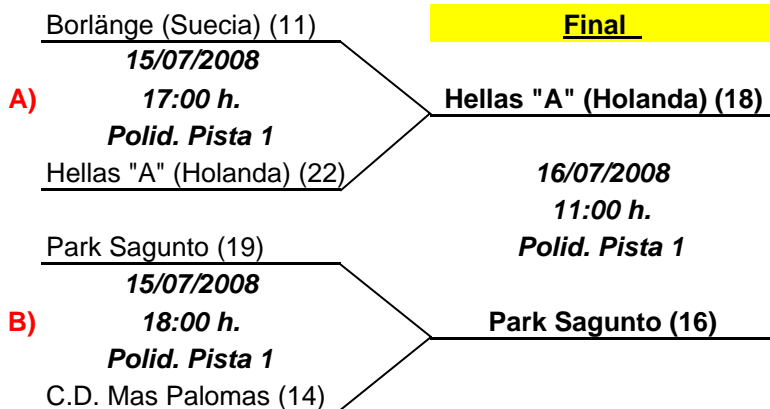 Borlänge (Suecia) (11)
Final
15/07/2008
A)
17:00 h.
Hellas "A" (Holanda) (18)
Polid. Pista 1
Hellas "A" (Holanda) (22)
16/07/2008
11:00 h.
Park Sagunto (19)
Polid. Pista 1
15/07/2008
B)
18:00 h.
Park Sagunto (16)
Polid. Pista 1
C.D. Mas Palomas (14)